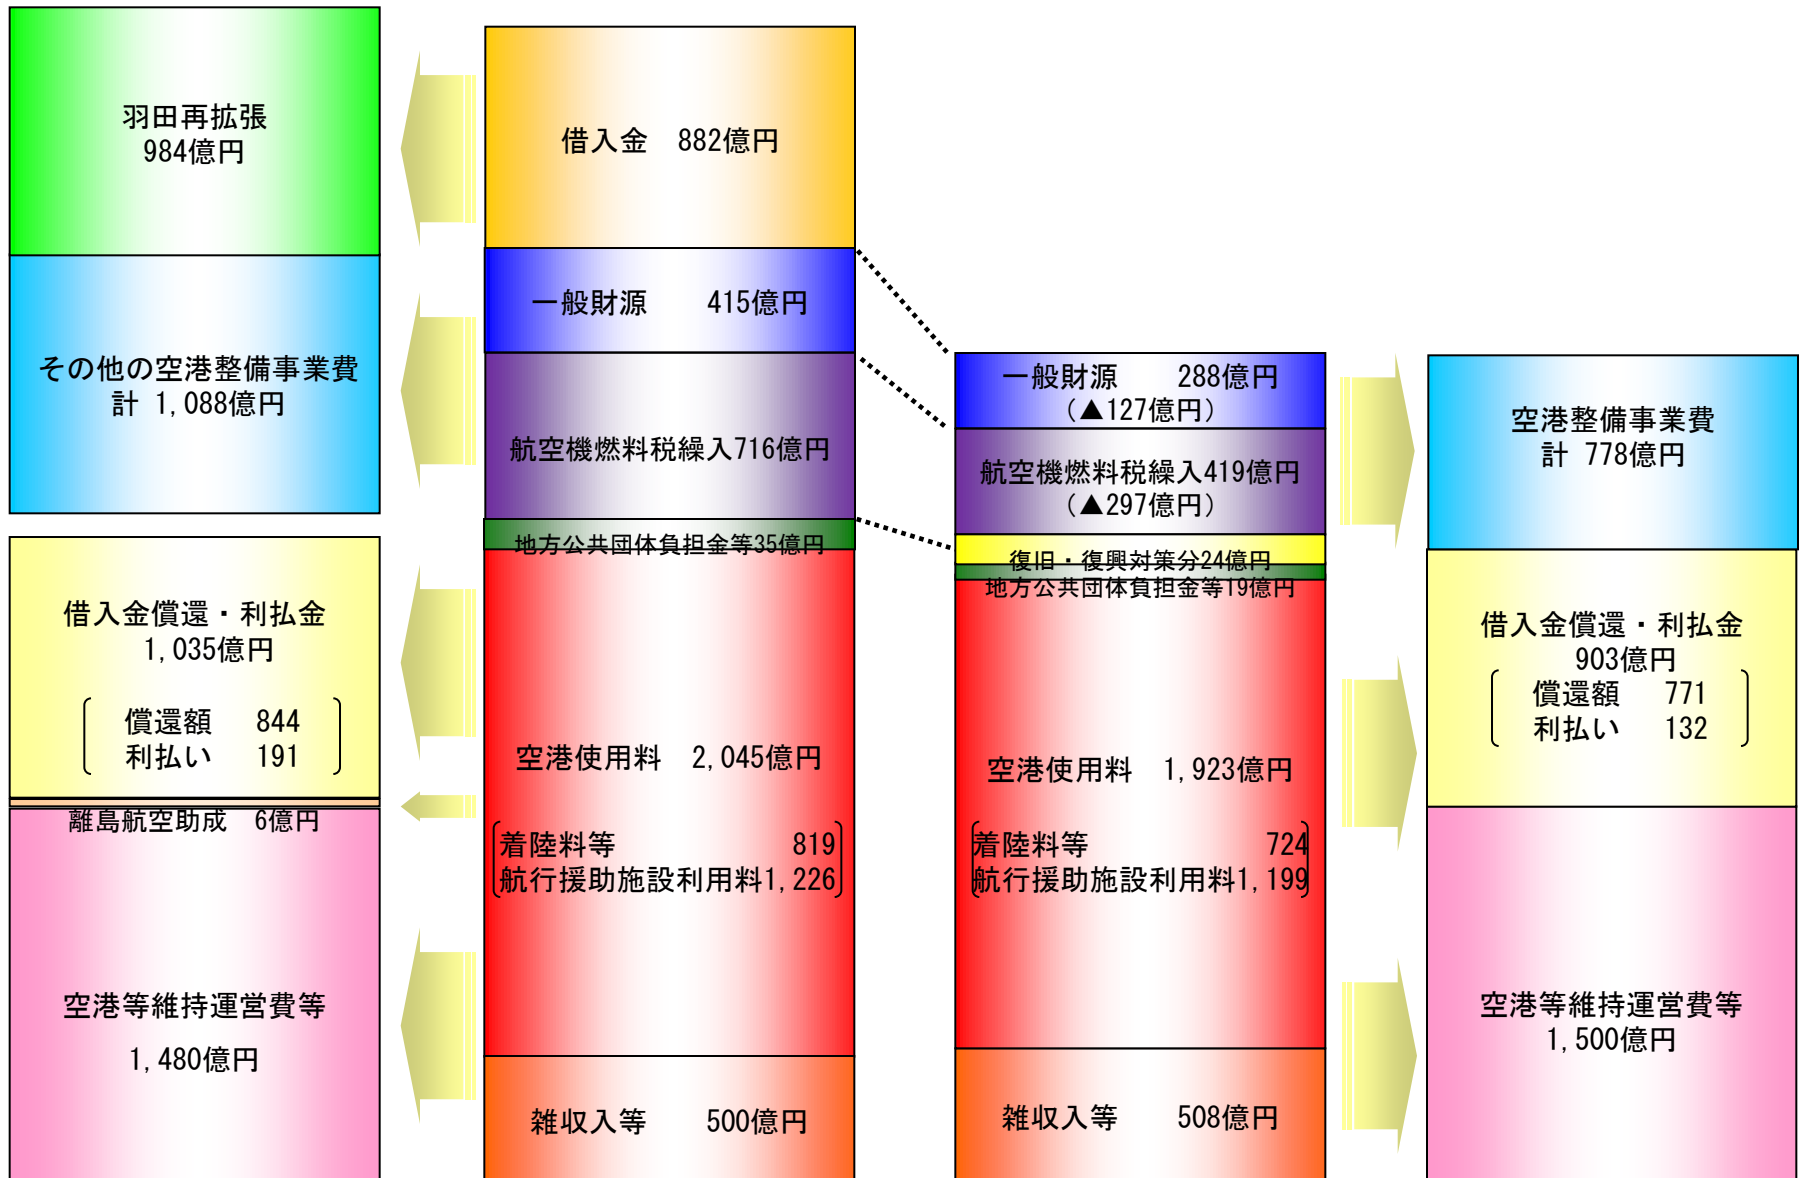 羽田再拡張
984億円
その他の空港整備事業費
計 1,088億円
借入金償還・利払金
1,035億円
償還額 844
利払い 191
離島航空助成 6億円
空港等維持運営費等
1,480億円
借入金 882億円
一般財源 415億円
航空機燃料税繰入716億円
地方公共団体負担金等35億円
空港使用料 2,045億円
着陸料等 819
航行援助施設利用料1,226
雑収入等 500億円
一般財源 288億円
(▲127億円)
航空機燃料税繰入419億円
(▲297億円)
復旧・復興対策分24億円
地方公共団体負担金等19億円
空港使用料 1,923億円
着陸料等 724
航行援助施設利用料1,199
雑収入等 508億円
空港整備事業費
計 778億円
借入金償還・利払金
903億円
償還額 771
利払い 132
空港等維持運営費等
1,500億円